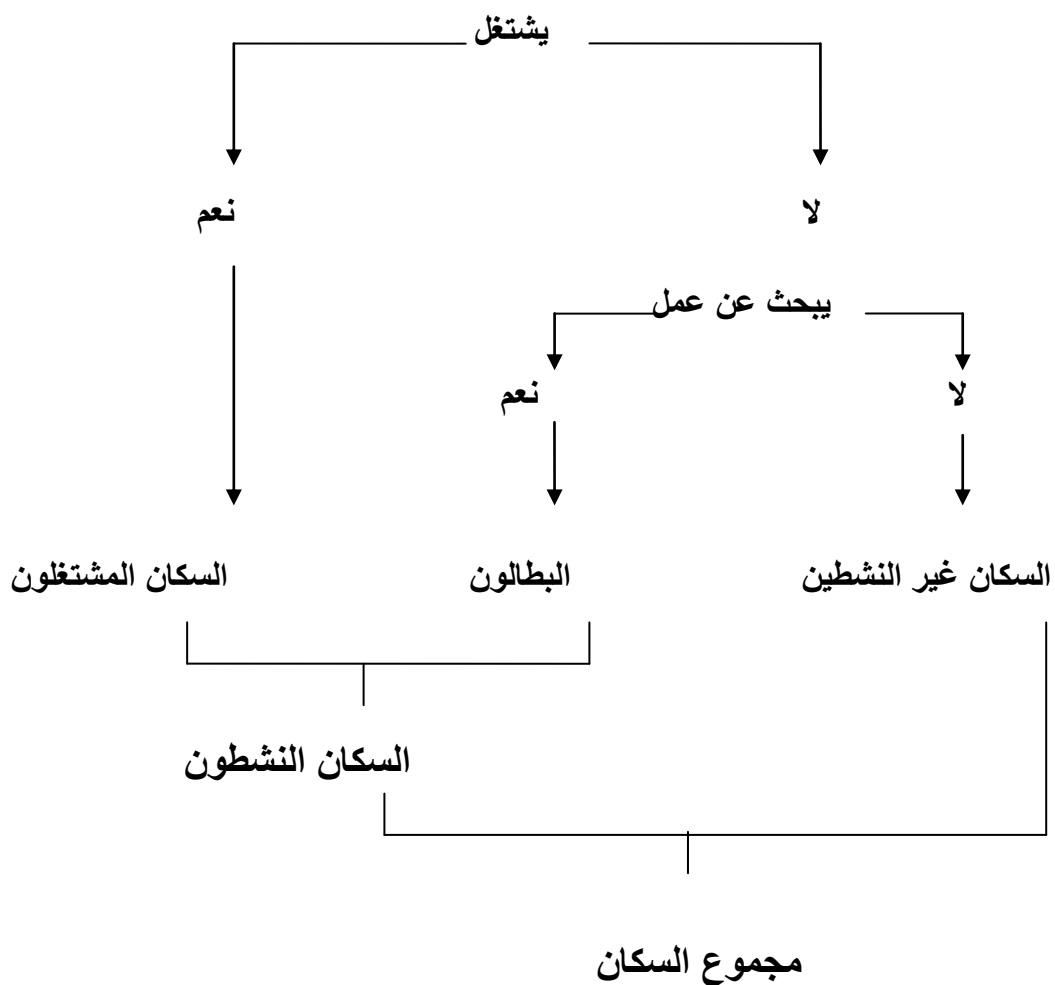 يشتغل
لا
نعم
يبحث عن عمل
لا
نعم
السكان غير النشطين
البطالون
السكان المشتغلون
السكان النشطون
مجموع السكان